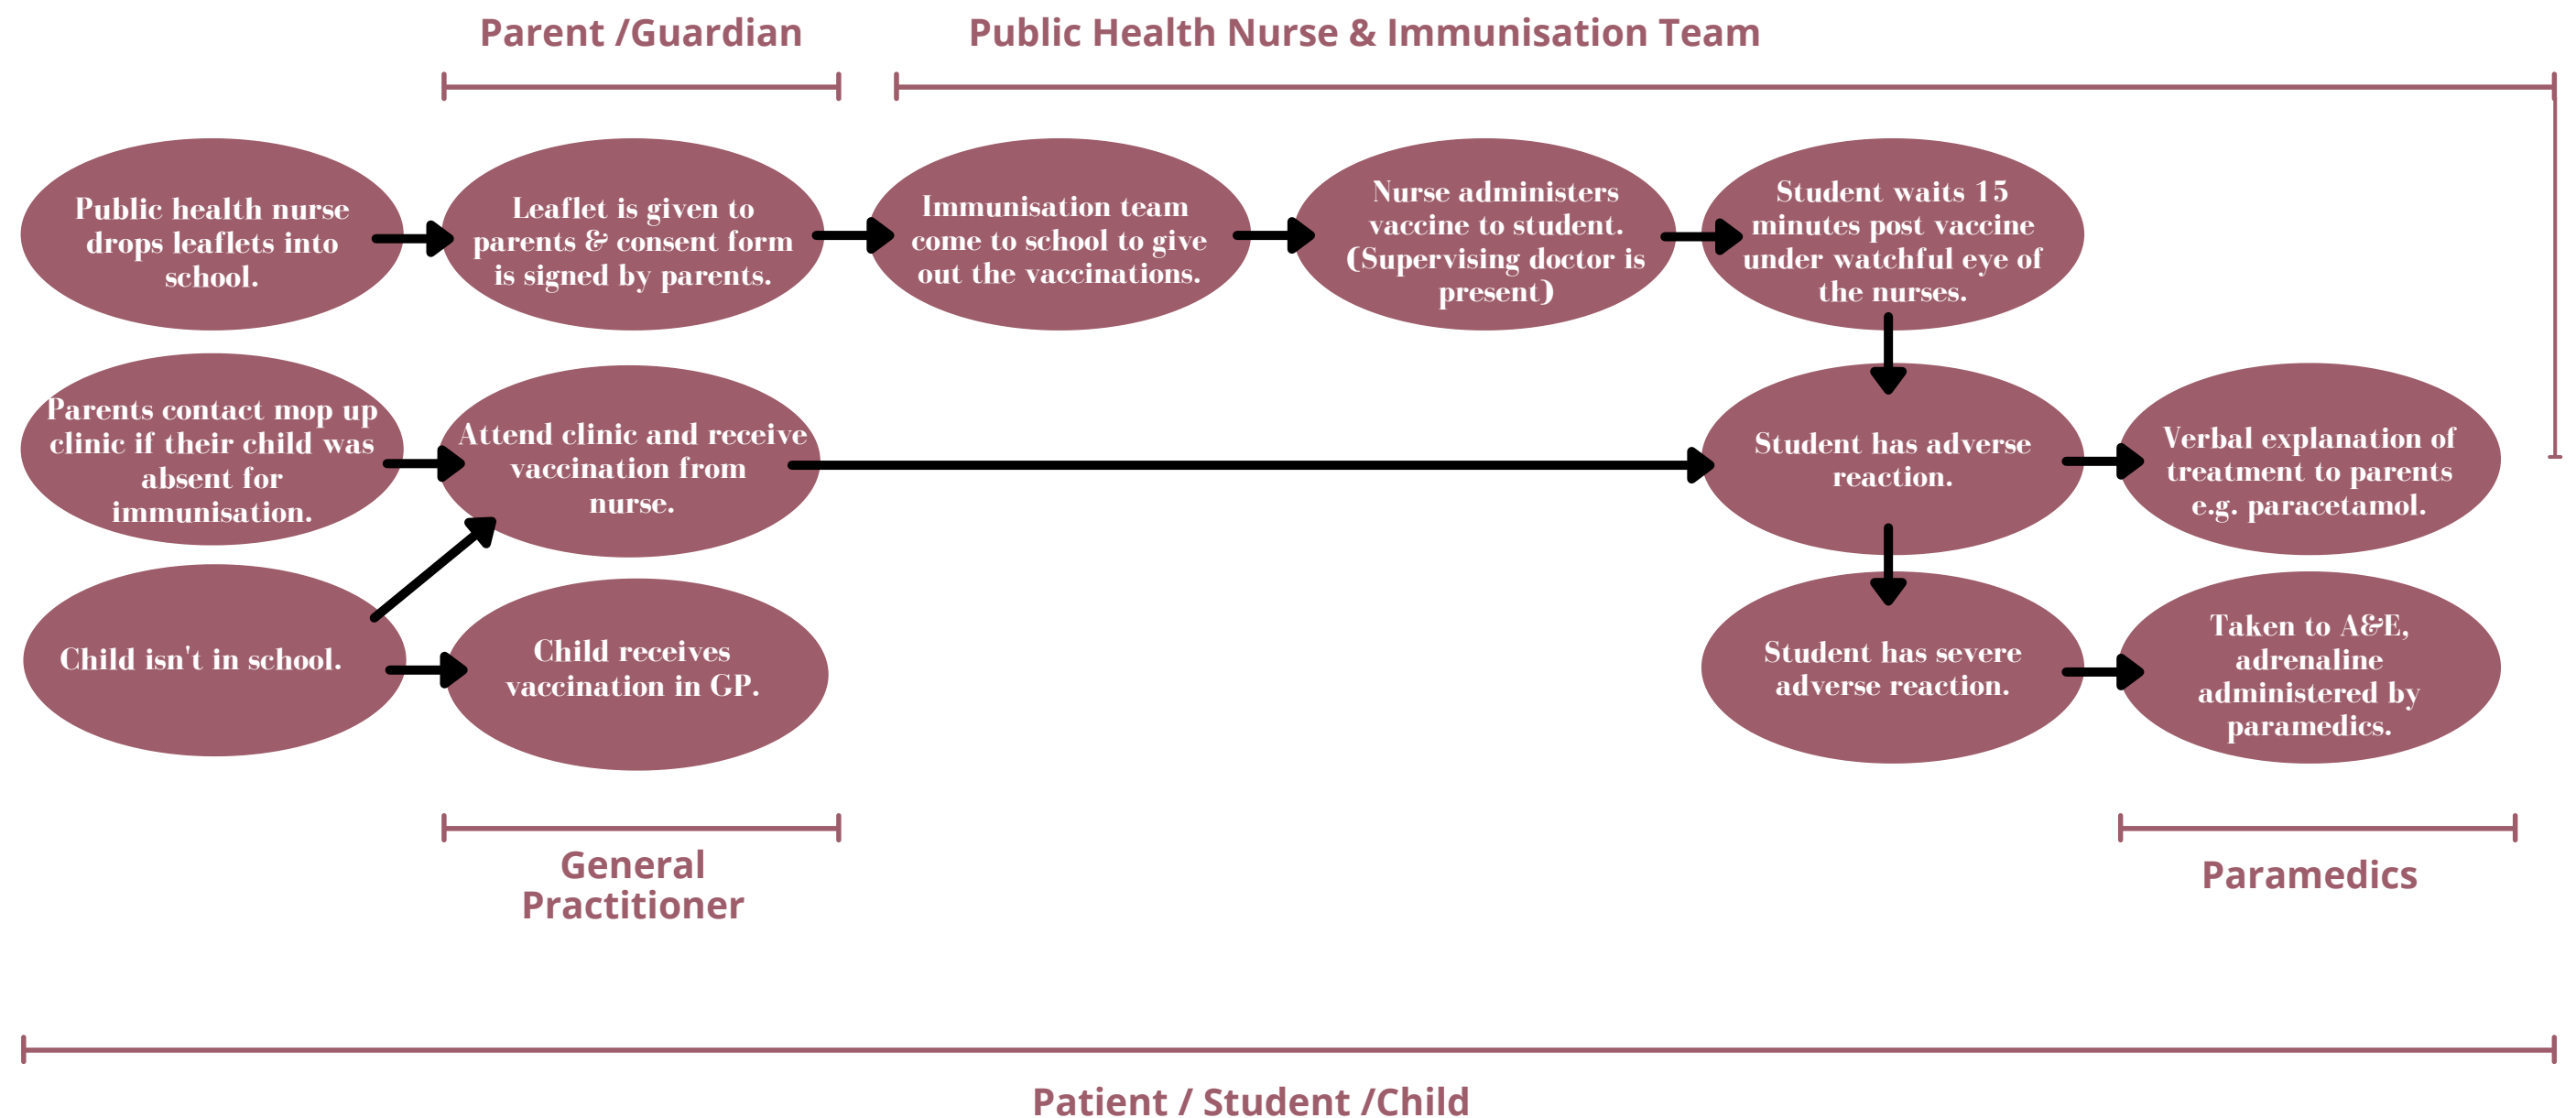 Parent /Guardian
Public Health Nurse & Immunisation Team
Public health nurse
drops leaflets into
school.
Leaflet is given to
parents & consent form
is signed by parents.
Immunisation team
come to school to give
out the vaccinations.
Nurse administers
vaccine to student.
(Supervising doctor is
present)
Student waits 15
minutes post vaccine
under watchful eye of
the nurses.
Parents contact mop up
clinic if their child was
absent for
immunisation.
Attend clinic and receive
vaccination from
nurse.
Student has adverse
reaction.
Verbal explanation of
treatment to parents
e.g. paracetamol.
Child isn't in school.
Child receives
vaccination in GP.
Student has severe
adverse reaction.
Taken to A&E,
adrenaline
administered by
paramedics.
General
Practitioner
Paramedics
Patient / Student /Child